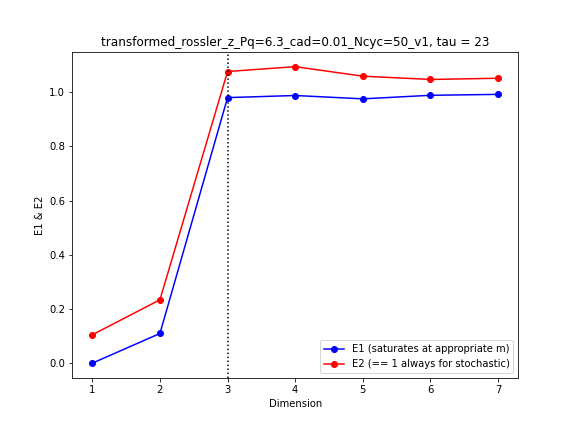 transformed_rossler_z_Pq=6.3_cad=0.01_Ncyc=50_v1, tau = 23
E1 & E2
1.0
0.8
0.6
0.4
0.2
0.0
E1 (saturates at appropriate m)
E2 (== 1 always for stochastic)
1 2 3 4 5 6 7
Dimension